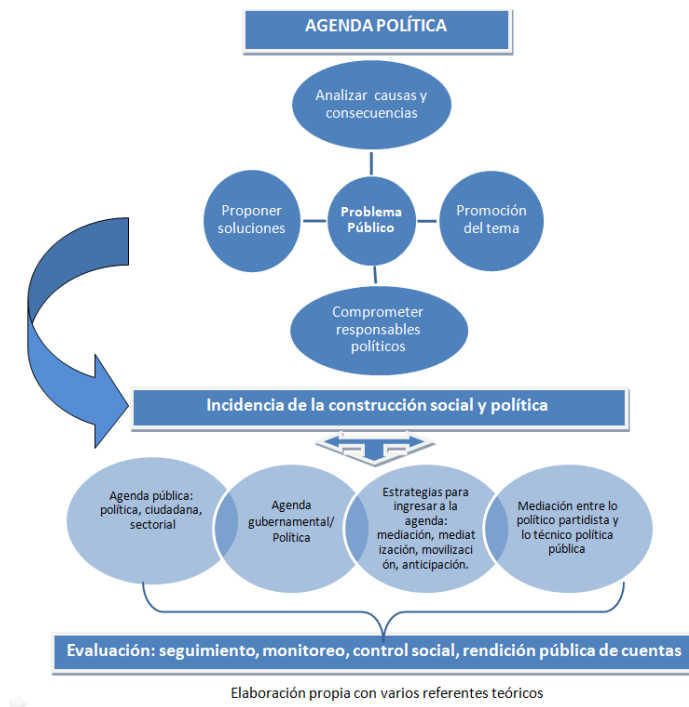 AGENDA POLÍTICA
Analizar causas y
consecuencias
Proponer
soluciones
Problema
Público
Promoción
del tema
Comprometer
responsables
políticos
Incidencia de la construcción social y política
Agenda pública:
política, ciudadana,
sectorial
Agenda
gubernamental/
Política
Estrategias para
ingresar a la
agenda:
mediación, mediat
ización, movilizaci
ón, anticipación.
Mediación entre lo
político partidista y
lo técnico política
pública
Evaluación: seguimiento, monitoreo, control social, rendición pública de cuentas
Elaboración propia con varios referentes teóricos